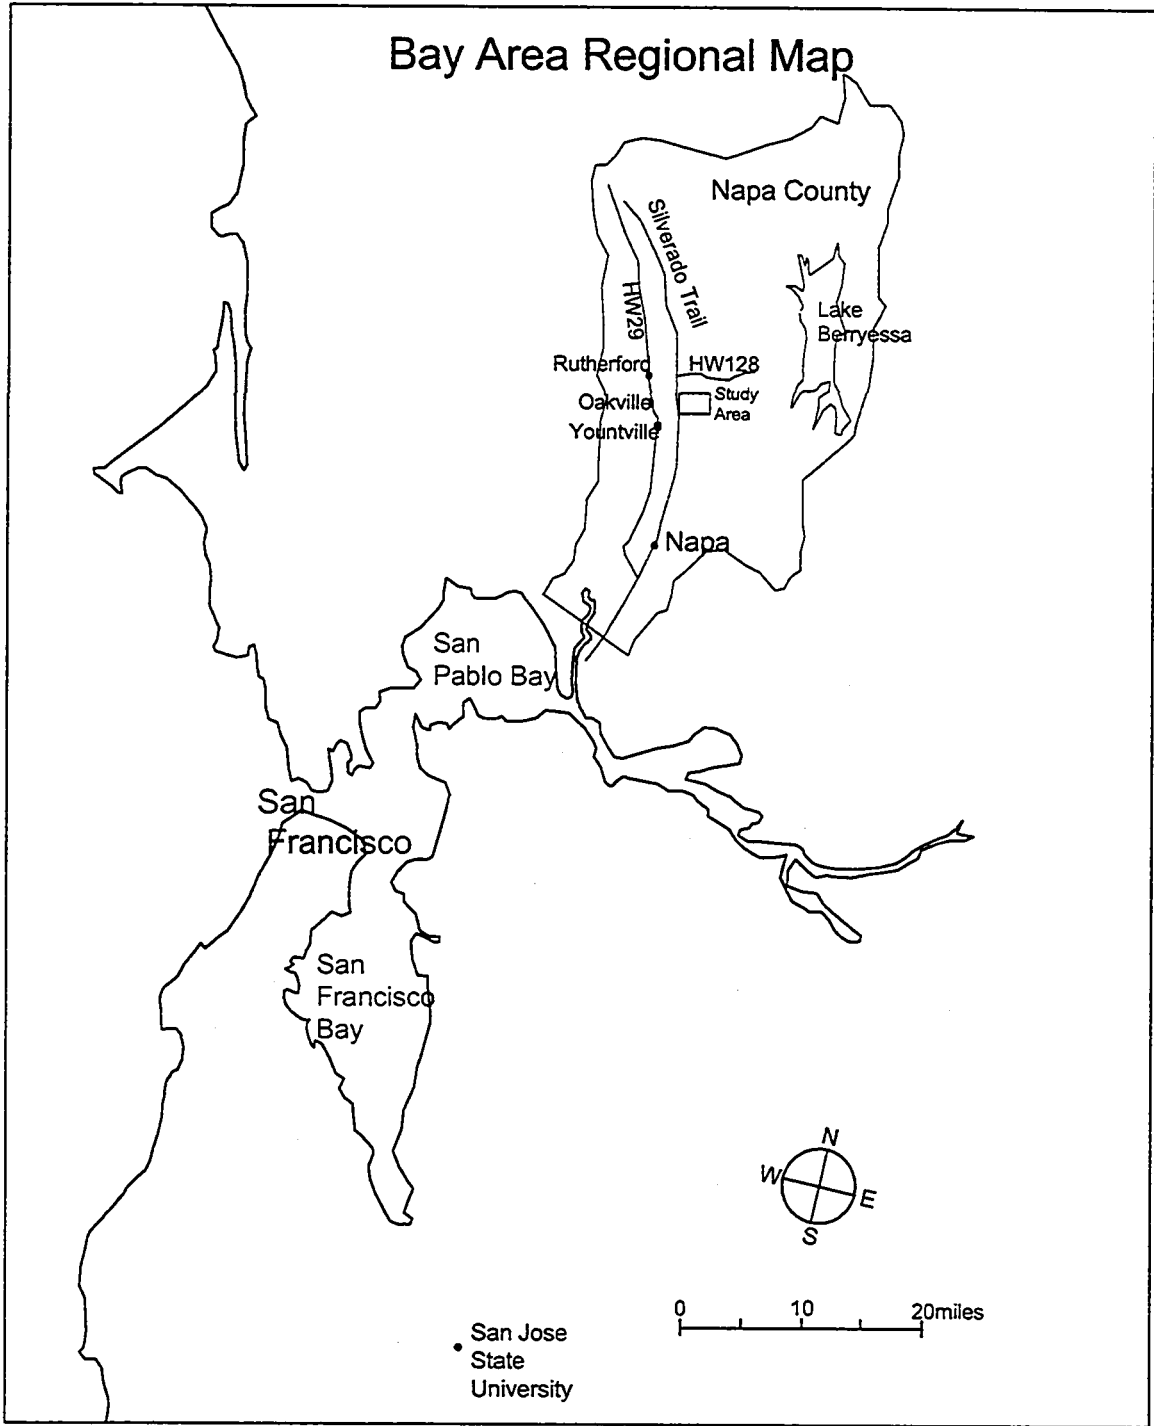 Bay Area Regional Map
Napa County
Silverado Trail
HW29
Lake
Berryessa
Rutherford
HW128
Oakville
Study
Area
Yountville
Napa
San
Pablo Bay
San
Francisco
San
Francisco
Bay
N
W
E
S
0 10 20miles
San Jose
State
University